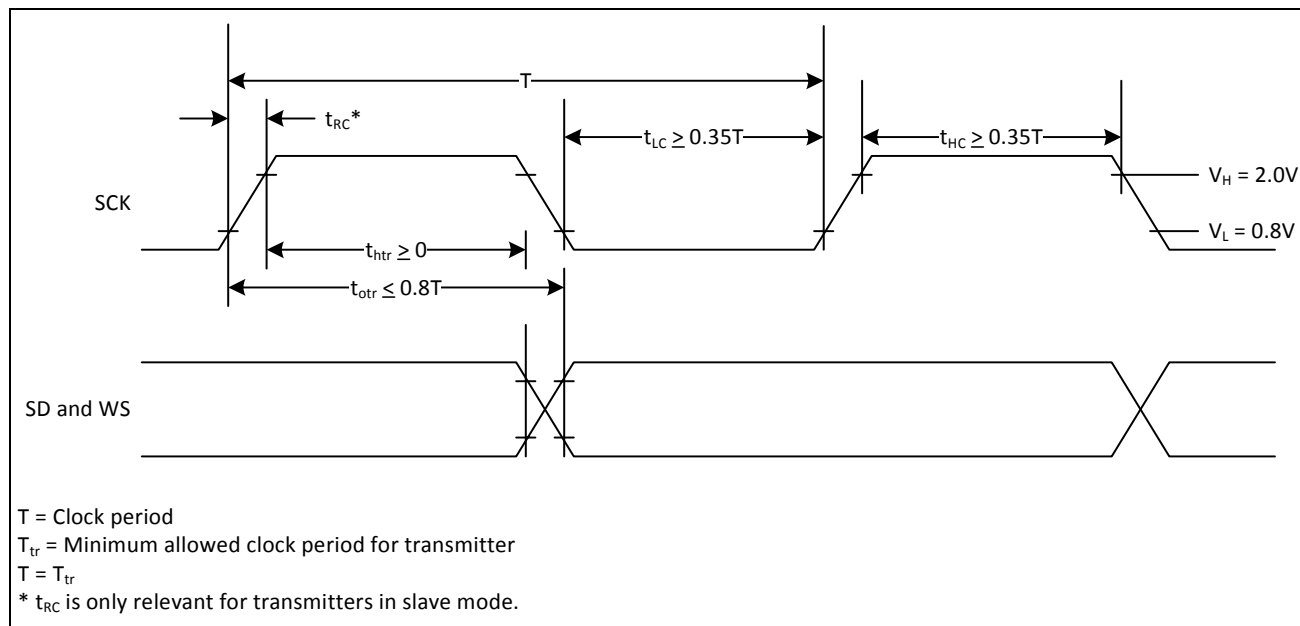 T
t_RC*
t_LC ≥ 0.35T
t_HC ≥ 0.35T
SCK
V_H = 2.0V
V_L = 0.8V
t_htr ≥ 0
t_otr ≤ 0.8T
SD and WS
T = Clock period
T_tr = Minimum allowed clock period for transmitter
T = T_tr
* t_RC is only relevant for transmitters in slave mode.